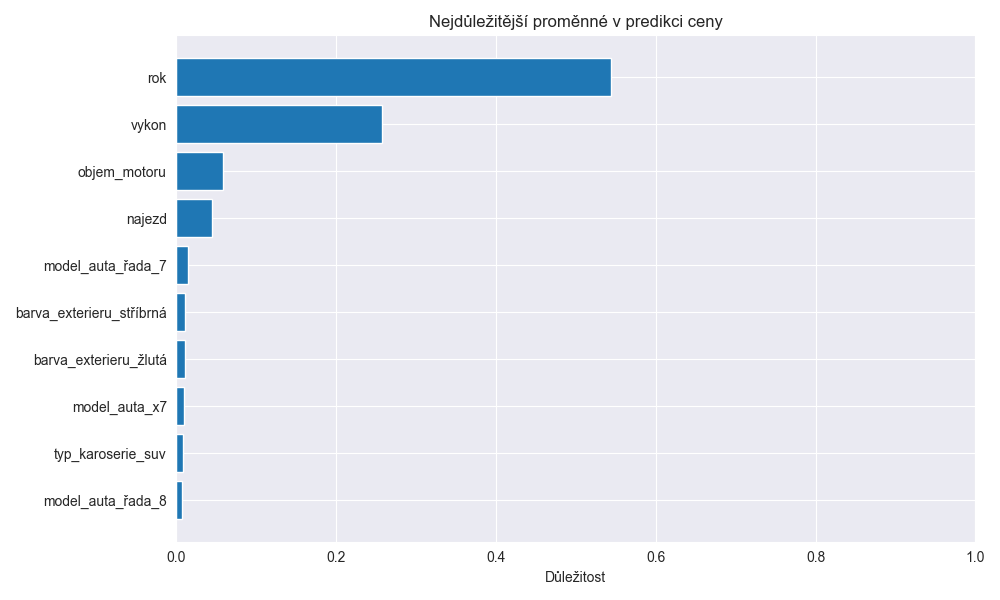 Nejdůležitější proměnné v predikci ceny
rok
vykon
objem_motoru
najezd
model_auta_řada_7
barva_exterieru_stříbrná
barva_exterieru_žlutá
model_auta_x7
typ_karoserie_suv
model_auta_řada_8
0.0 0.2 0.4 0.6 0.8 1.0
Důležitost